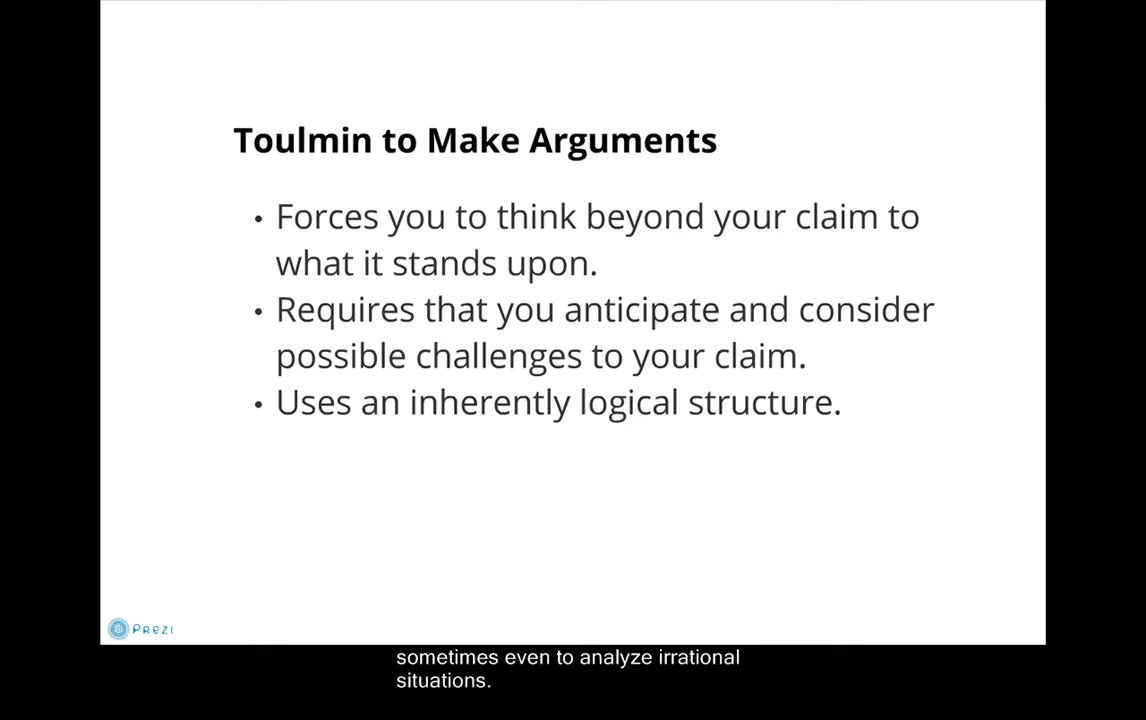 Toulmin to Make Arguments
• Forces you to think beyond your claim to
what it stands upon.
• Requires that you anticipate and consider
possible challenges to your claim.
• Uses an inherently logical structure.
Prezi
sometimes even to analyze irrational
situations.